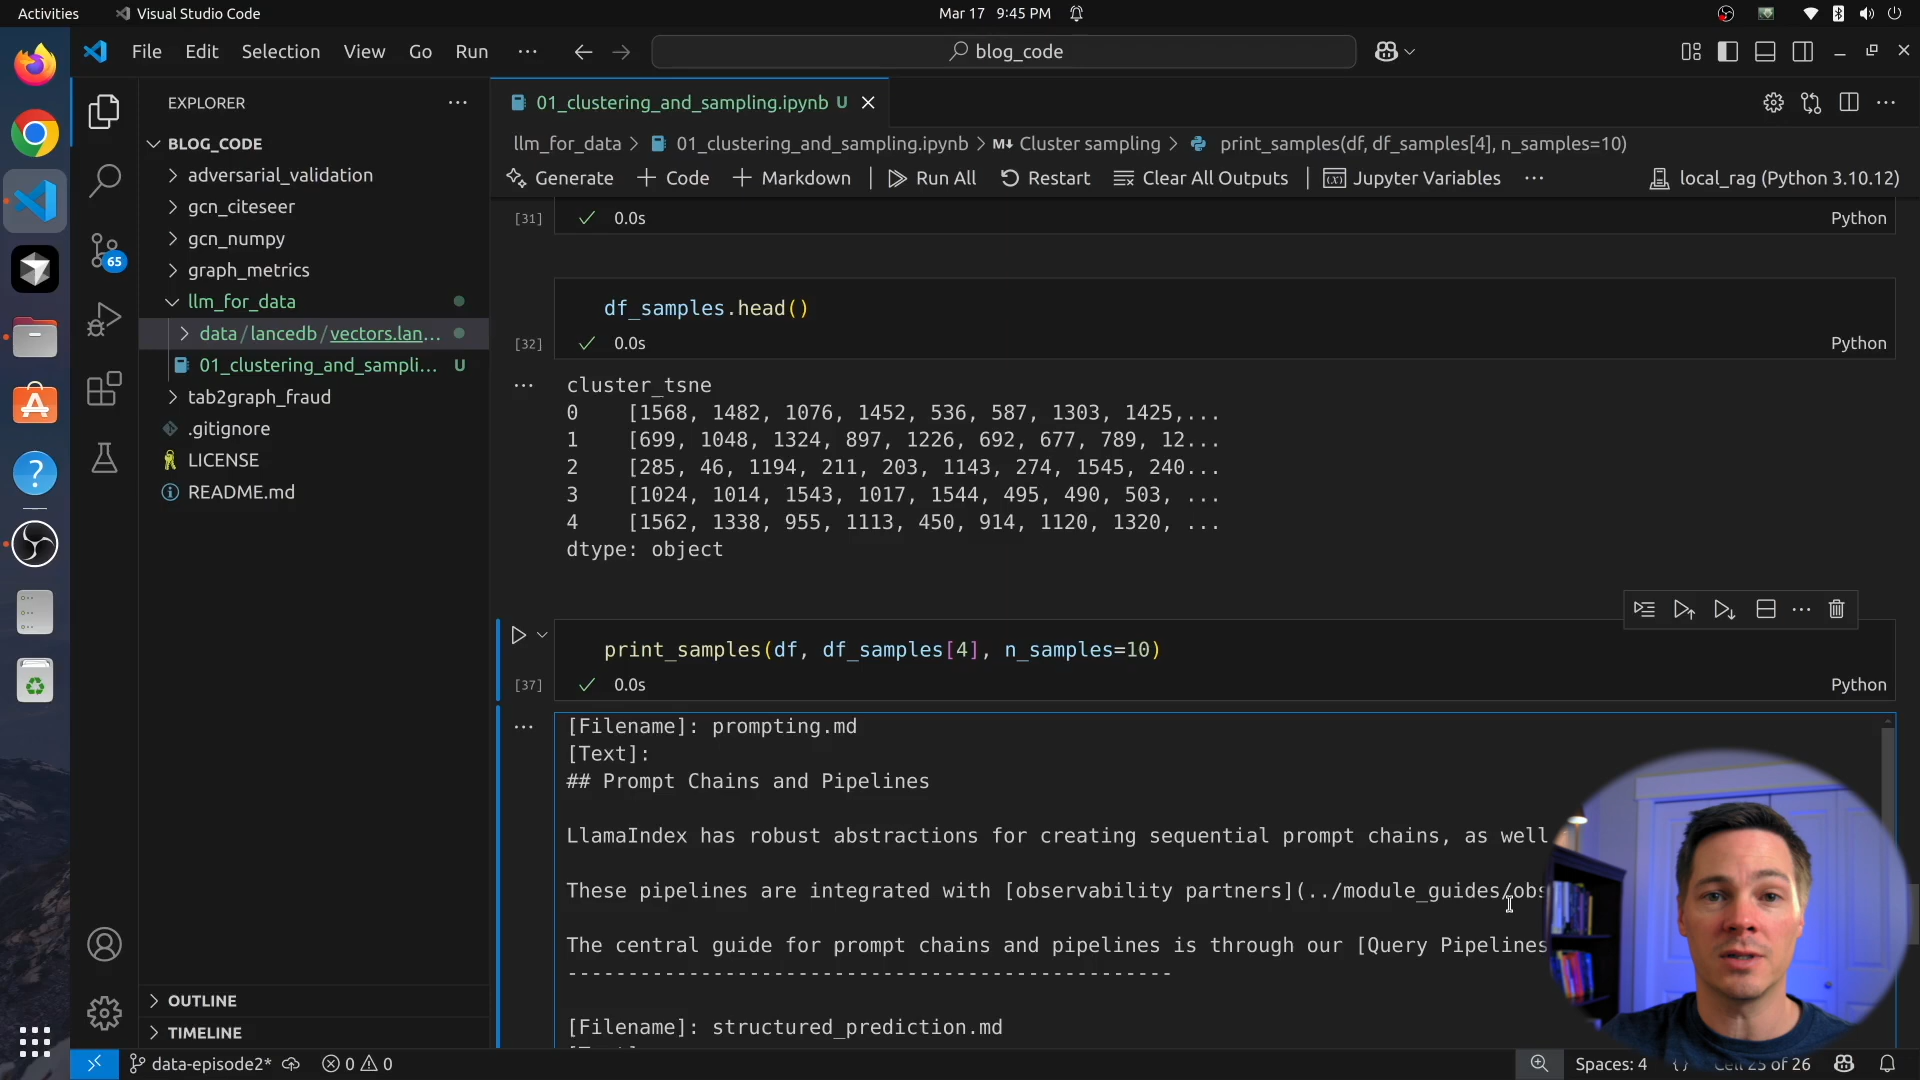 Activities
Visual Studio Code
Mar 17 9:45 PM
File Edit Selection View Go Run
blog_code
EXPLORER
BLOG_CODE
adversarial_validation
gcn_citeseer
gcn_numpy
graph_metrics
llm_for_data
data/lancedb/vectors.lan...
01_clustering_and_sampli... U
tab2graph_fraud
.gitignore
LICENSE
README.md
OUTLINE
TIMELINE
65
01_clustering_and_sampling.ipynb U
llm_for_data > 01_clustering_and_sampling.ipynb > M↓ Cluster sampling > print_samples(df, df_samples[4], n_samples=10)
Generate + Code + Markdown Run All Restart Clear All Outputs Jupyter Variables ... local_rag (Python 3.10.12)
[31] 0.0s Python
df_samples.head()
[32] 0.0s Python
cluster_tsne
0 [1568, 1482, 1076, 1452, 536, 587, 1303, 1425,...
1 [699, 1048, 1324, 897, 1226, 692, 677, 789, 12...
2 [285, 46, 1194, 211, 203, 1143, 274, 1545, 240...
3 [1024, 1014, 1543, 1017, 1544, 495, 490, 503, ...
4 [1562, 1338, 955, 1113, 450, 914, 1120, 1320, ...
dtype: object
print_samples(df, df_samples[4], n_samples=10)
[37] 0.0s Python
[Filename]: prompting.md
[Text]:
## Prompt Chains and Pipelines
LlamaIndex has robust abstractions for creating sequential prompt chains, as well
These pipelines are integrated with [observability partners](../module_guides/obs
The central guide for prompt chains and pipelines is through our [Query Pipelines
--------------------------------------------------
[Filename]: structured_prediction.md
data-episode2* 0 0
Spaces: 4 Cell 25 of 26